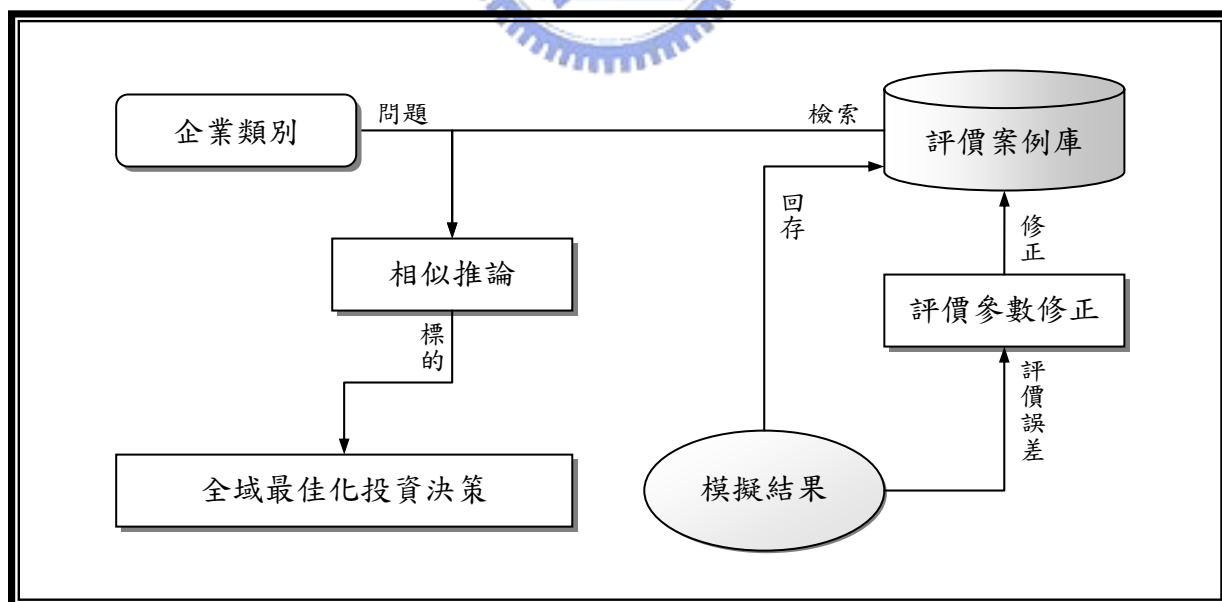 企業類別
問題
檢索
評價案例庫
回存
修正
相似推論
評價參數修正
標的
評價誤差
全域最佳化投資決策
模擬結果